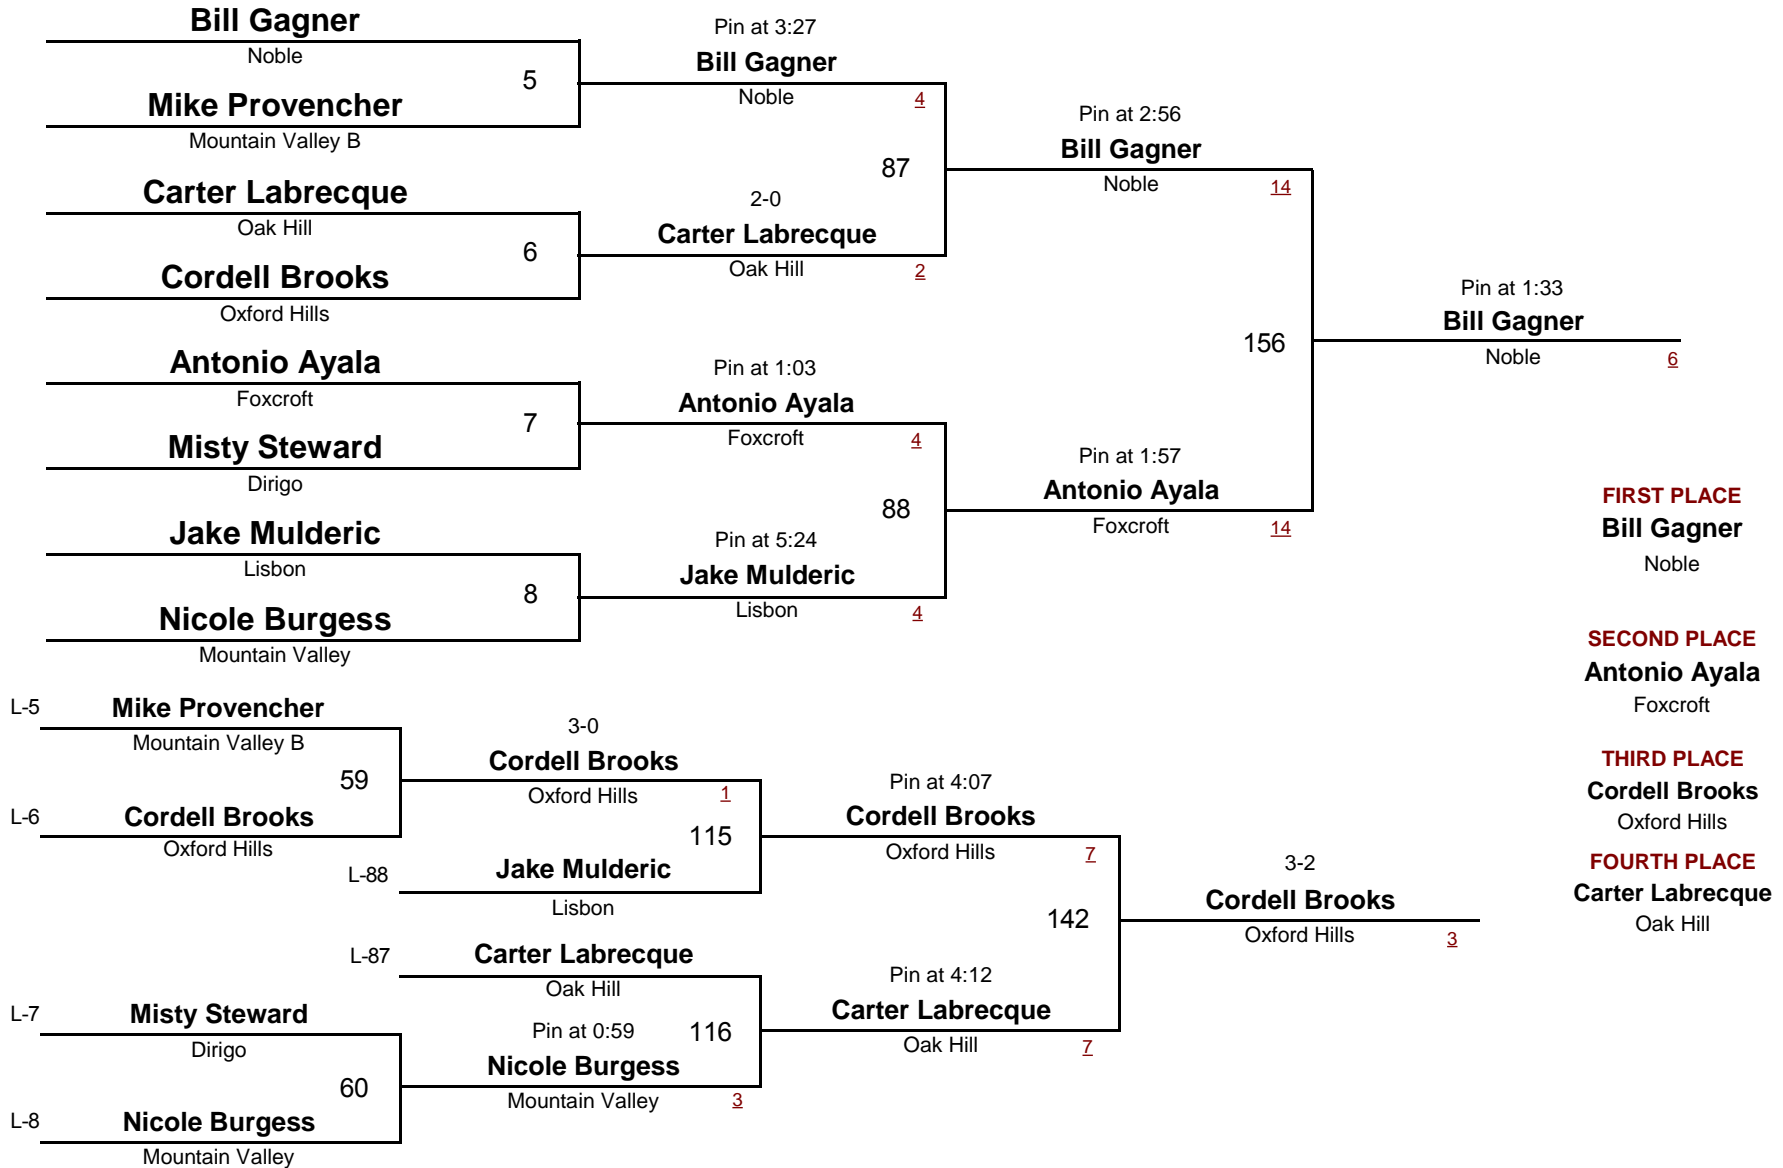 Bill Gagner
Noble
5
Mike Provencher
Mountain Valley B
Carter Labrecque
Oak Hill
6
Cordell Brooks
Oxford Hills
Antonio Ayala
Foxcroft
7
Misty Steward
Dirigo
Jake Mulderic
Lisbon
8
Nicole Burgess
Mountain Valley
Pin at 3:27
Bill Gagner
Noble
4
87
2-0
Carter Labrecque
Oak Hill
2
Pin at 1:03
Antonio Ayala
Foxcroft
4
88
Pin at 5:24
Jake Mulderic
Lisbon
4
Pin at 2:56
Bill Gagner
Noble
14
156
Pin at 1:57
Antonio Ayala
Foxcroft
14
Pin at 1:33
Bill Gagner
Noble
6
FIRST PLACE
Bill Gagner
Noble
SECOND PLACE
Antonio Ayala
Foxcroft
THIRD PLACE
Cordell Brooks
Oxford Hills
FOURTH PLACE
Carter Labrecque
Oak Hill
L-5
Mike Provencher
Mountain Valley B
59
L-6
Cordell Brooks
Oxford Hills
L-7
Misty Steward
Dirigo
60
L-8
Nicole Burgess
Mountain Valley
3-0
Cordell Brooks
Oxford Hills
1
115
L-88
Jake Mulderic
Lisbon
L-87
Carter Labrecque
Oak Hill
116
Pin at 0:59
Nicole Burgess
Mountain Valley
3
Pin at 4:07
Cordell Brooks
Oxford Hills
7
142
Pin at 4:12
Carter Labrecque
Oak Hill
7
3-2
Cordell Brooks
Oxford Hills
3